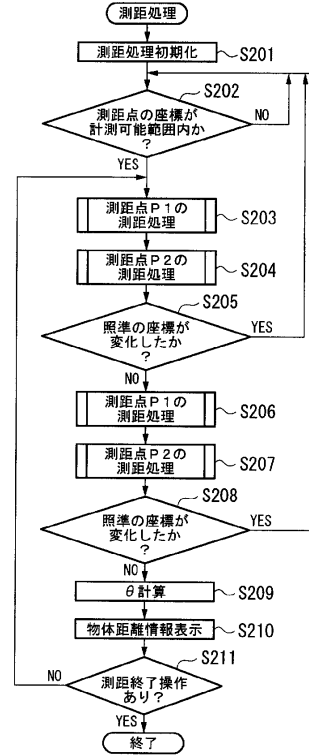 測距処理
測距処理初期化
S201
S202
測距点の座標が
計測可能範囲内か
?
NO
YES
測距点P1の
測距処理
S203
測距点P2の
測距処理
S204
S205
照準の座標が
変化したか
?
YES
NO
測距点P1の
測距処理
S206
測距点P2の
測距処理
S207
S208
照準の座標が
変化したか
?
YES
NO
θ計算
S209
物体距離情報表示
S210
S211
NO
測距終了操作
あり?
YES
終了